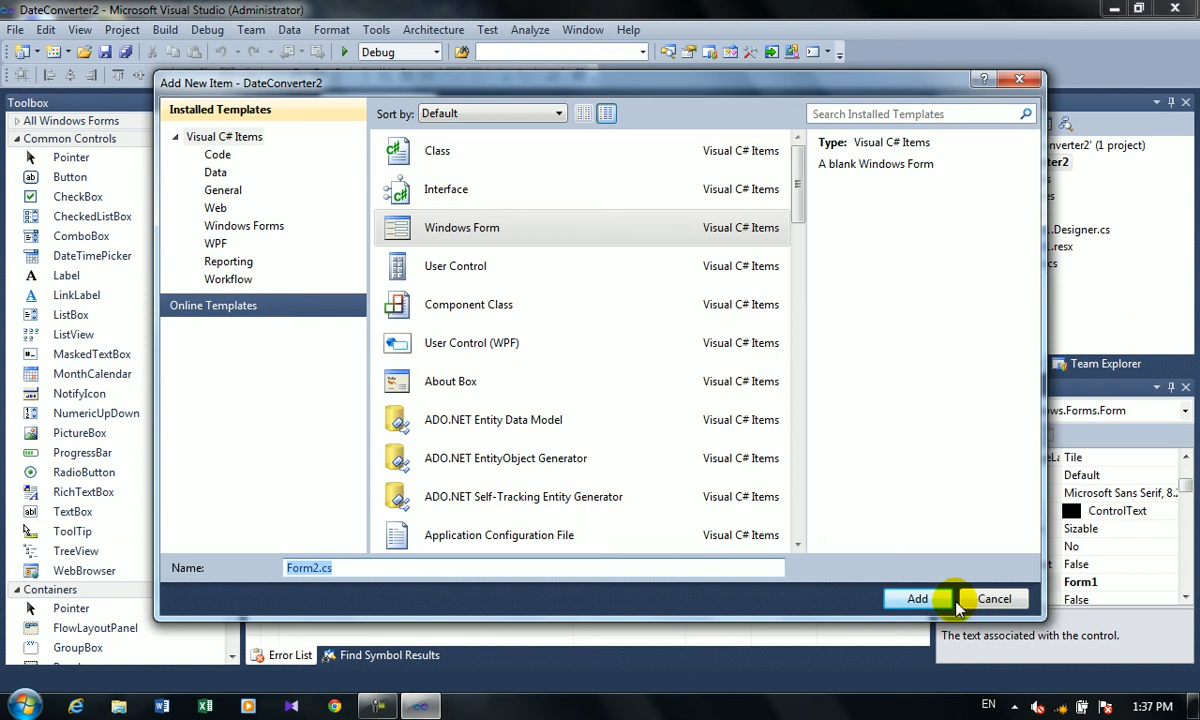 DateConverter2 - Microsoft Visual Studio (Administrator)
File Edit View Project Build Debug Team Data Format Tools Architecture Test Analyze Window Help
Debug
Toolbox
All Windows Forms
Common Controls
Pointer
Button
CheckBox
CheckedListBox
ComboBox
DateTimePicker
Label
LinkLabel
ListBox
ListView
MaskedTextBox
MonthCalendar
NotifyIcon
NumericUpDown
PictureBox
ProgressBar
RadioButton
RichTextBox
TextBox
ToolTip
TreeView
WebBrowser
Containers
Pointer
FlowLayoutPanel
GroupBox
Add New Item - DateConverter2
Installed Templates
Visual C# Items
Code
Data
General
Web
Windows Forms
WPF
Reporting
Workflow
Online Templates
Sort by: Default
Search Installed Templates
Class Visual C# Items
Interface Visual C# Items
Windows Form Visual C# Items
User Control Visual C# Items
Component Class Visual C# Items
User Control (WPF) Visual C# Items
About Box Visual C# Items
ADO.NET Entity Data Model Visual C# Items
ADO.NET EntityObject Generator Visual C# Items
ADO.NET Self-Tracking Entity Generator Visual C# Items
Application Configuration File Visual C# Items
Type: Visual C# Items
A blank Windows Form
Name: Form2.cs
Add Cancel
nverter2' (1 project)
ter2
.Designer.cs
.resx
cs
Team Explorer
ws.Forms.Form
Tile
Default
Microsoft Sans Serif, 8.2
ControlText
Sizable
No
False
Form1
False
The text associated with the control.
Error List Find Symbol Results
EN 1:37 PM